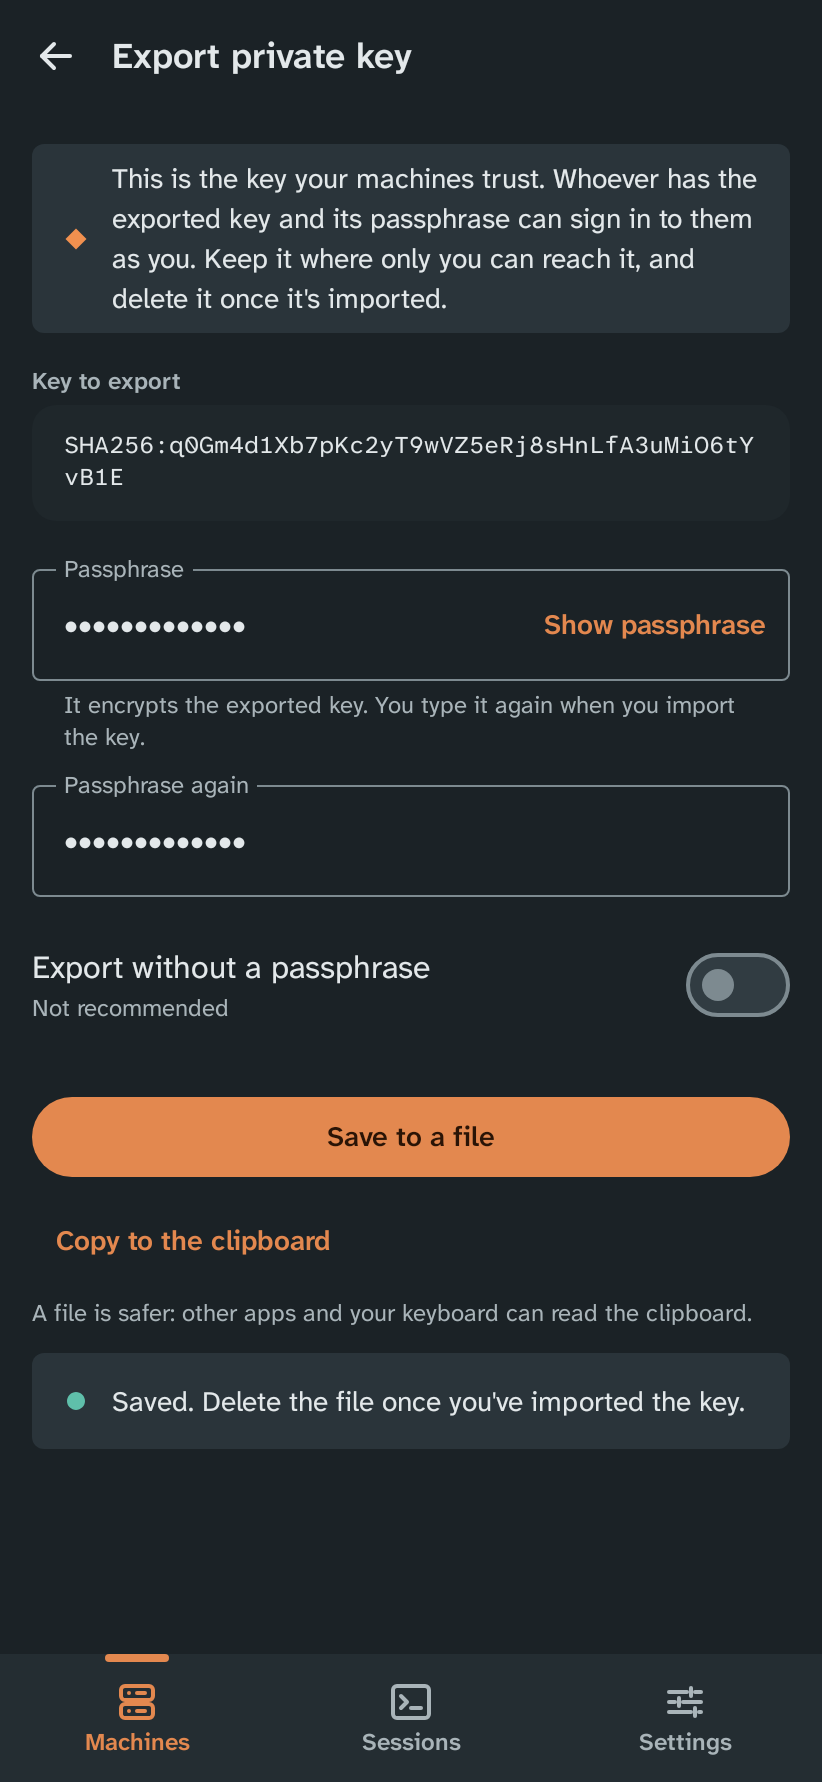 Export private key
This is the key your machines trust. Whoever has the
exported key and its passphrase can sign in to them
as you. Keep it where only you can reach it, and
delete it once it's imported.
Key to export
SHA256:q0Gm4d1Xb7pKc2yT9wVZ5eRj8sHnLfA3uMiO6tY
vB1E
Passphrase
•••••••••••••
Show passphrase
It encrypts the exported key. You type it again when you import
the key.
Passphrase again
•••••••••••••
Export without a passphrase
Not recommended
Save to a file
Copy to the clipboard
A file is safer: other apps and your keyboard can read the clipboard.
Saved. Delete the file once you've imported the key.
Machines
Sessions
Settings